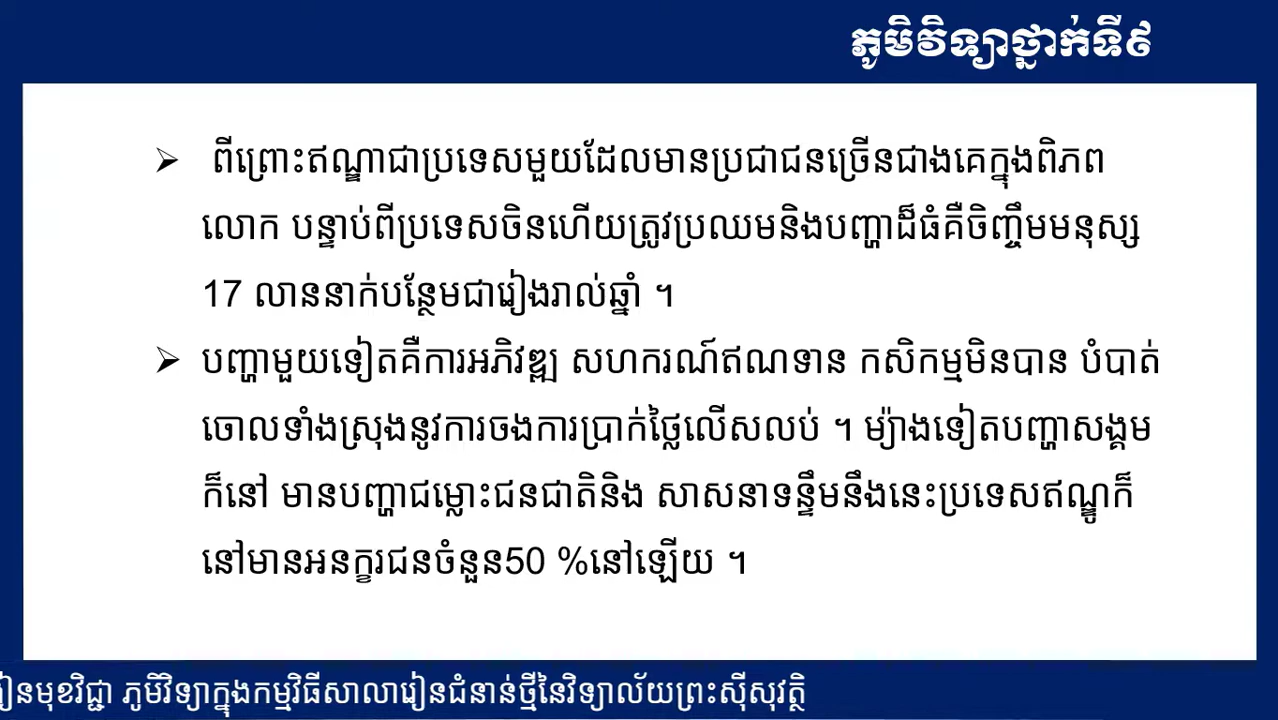 ភូមិវិទ្យាថ្នាក់ទី៩
➢ ពីព្រោះឥណ្ឌាជាប្រទេសមួយដែលមានប្រជាជនច្រើនជាងគេក្នុងពិភព
លោក បន្ទាប់ពីប្រទេសចិនហើយត្រូវប្រឈមនិងបញ្ហាដ៏ធំគឺចិញ្ចឹមមនុស្ស
17 លាននាក់បន្ថែមជារៀងរាល់ឆ្នាំ ។
➢ បញ្ហាមួយទៀតគឺការអភិវឌ្ឍ សហករណ៍ឥណទាន កសិកម្មមិនបាន បំបាត់
ចោលទាំងស្រុងនូវការចងការប្រាក់ថ្លៃលើសលប់ ។ ម្យ៉ាងទៀតបញ្ហាសង្គម
ក៏នៅ មានបញ្ហាជម្លោះជនជាតិនិង សាសនាទន្ទឹមនឹងនេះប្រទេសឥណ្ឌូក៏
នៅមានអនក្ខរជនចំនួន50 %នៅឡើយ ។
រៀនមុខវិជ្ជា ភូមិវិទ្យាក្នុងកម្មវិធីសាលារៀនជំនាន់ថ្មីនៃវិទ្យាល័យព្រះស៊ីសុវត្ថិ